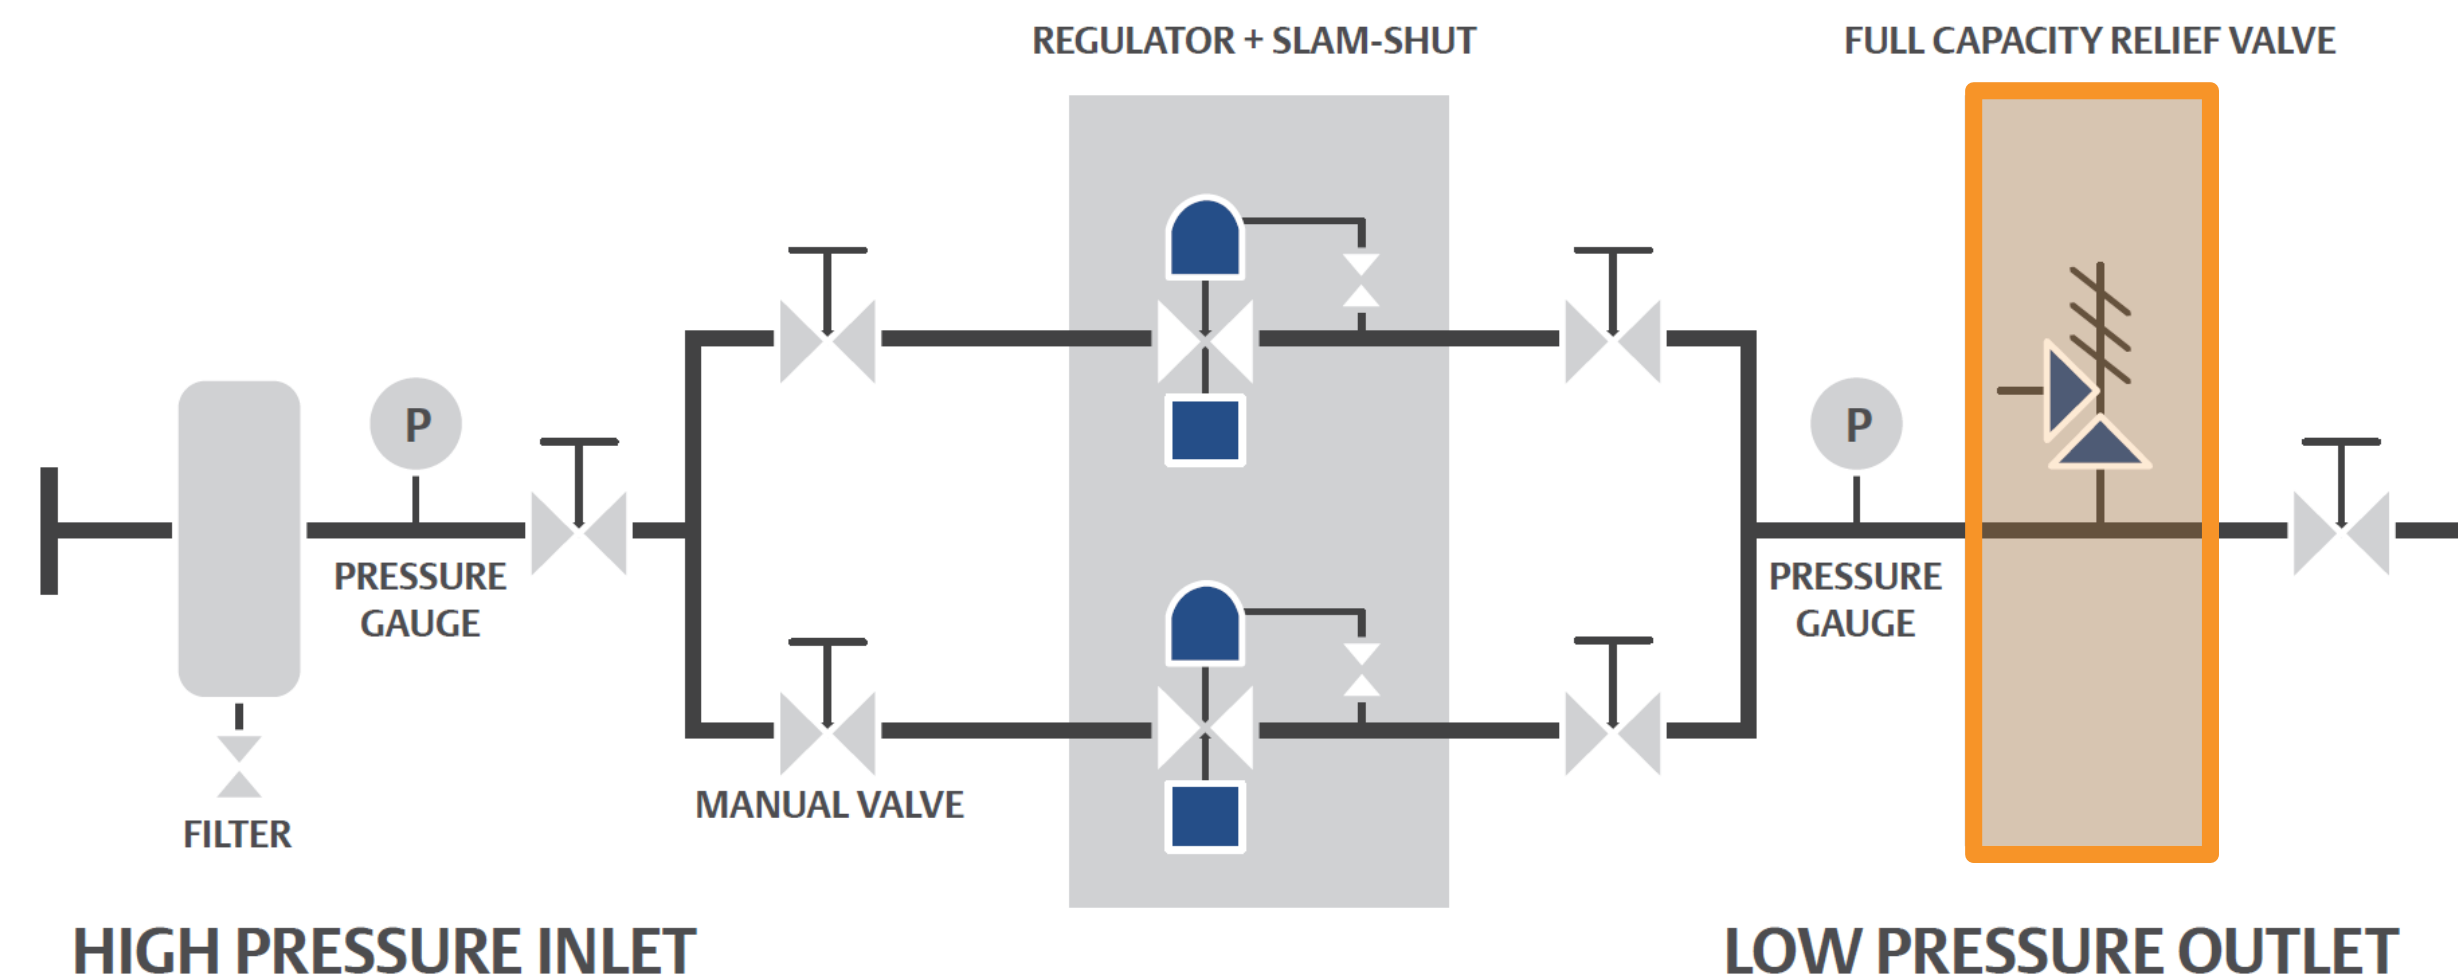 REGULATOR + SLAM-SHUT
FULL CAPACITY RELIEF VALVE
P
P
PRESSURE
GAUGE
PRESSURE
GAUGE
MANUAL VALVE
FILTER
HIGH PRESSURE INLET
LOW PRESSURE OUTLET